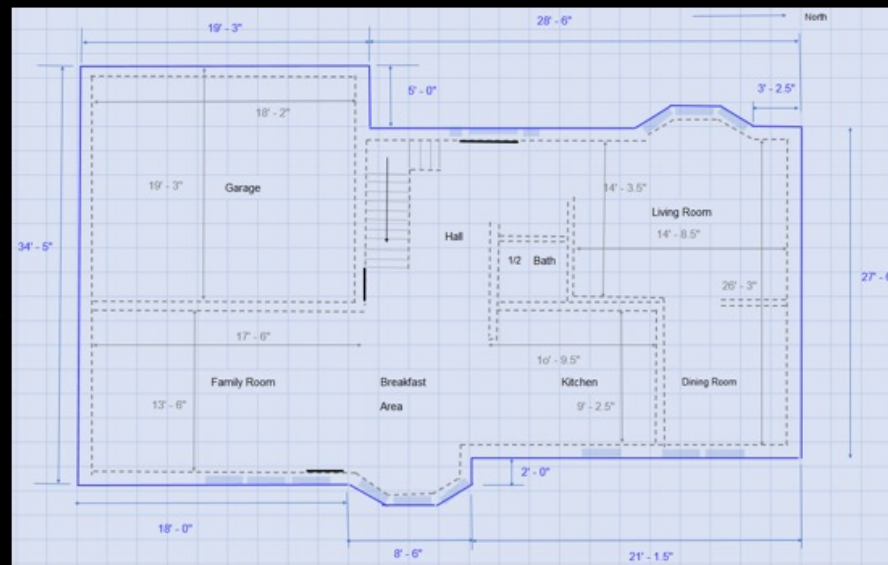 North
19' - 3"
28' - 6"
5' - 0"
3' - 2.5"
18' - 2"
19' - 3"
Garage
14' - 3.5"
Living Room
14' - 8.5"
Hall
34' - 5"
1/2 Bath
26' - 3"
17' - 6"
10' - 9.5"
Family Room
Breakfast
Area
Kitchen
Dining Room
13' - 6"
9' - 2.5"
2' - 0"
18' - 0"
8' - 6"
21' - 1.5"